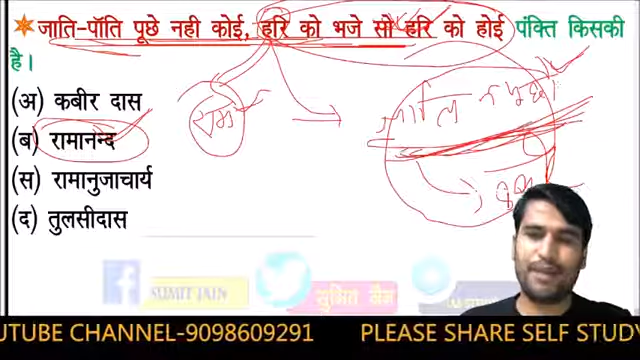 जाति-पाँति पूछे नही कोई, हरि को भजे सौ हरि को होई पंक्ति किसकी
है।
(अ) कबीर दास
(ब) रामानन्द
(स) रामानुजाचार्य
(द) तुलसीदास
राम
SUMIT JAIN
सुमित जैन
UTUBE CHANNEL-9098609291 PLEASE SHARE SELF STUDY